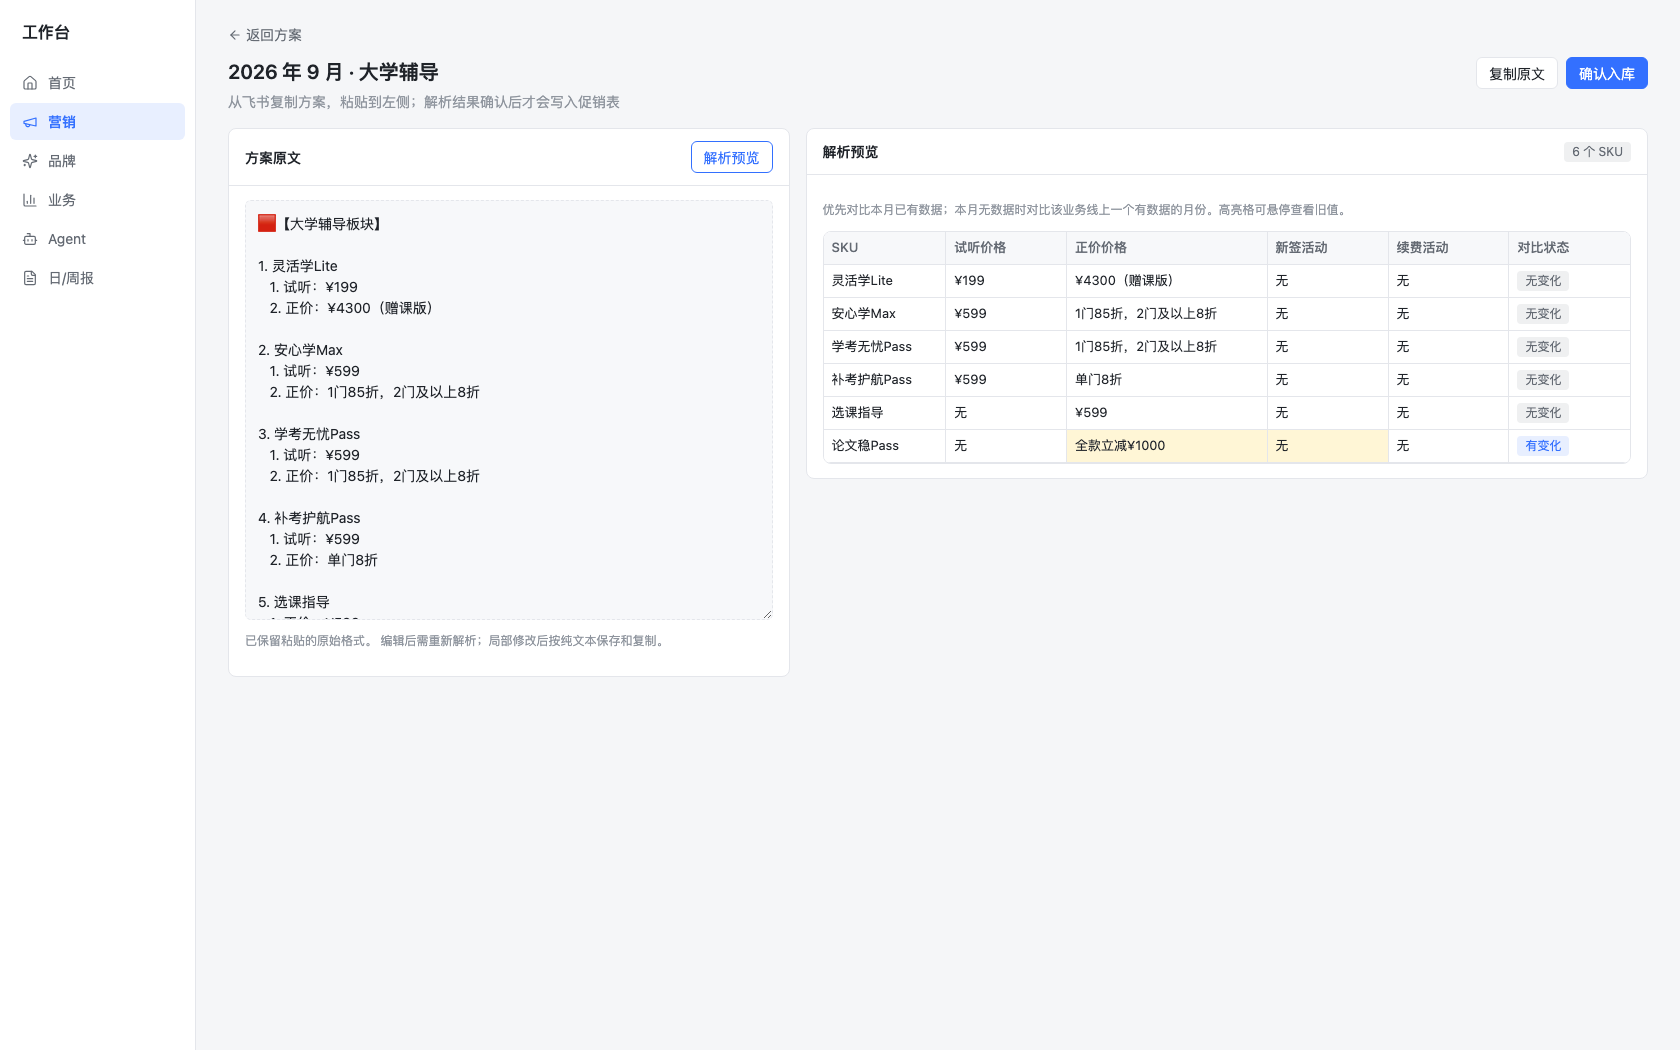 工作台
首页
营销
品牌
业务
Agent
日/周报
返回方案
2026 年 9 月 · 大学辅导
从飞书复制方案，粘贴到左侧；解析结果确认后才会写入促销表
复制原文
确认入库
方案原文
解析预览
【大学辅导板块】
1. 灵活学Lite
1. 试听：¥199
2. 正价：¥4300（赠课版）
2. 安心学Max
1. 试听：¥599
2. 正价：1门85折，2门及以上8折
3. 学考无忧Pass
1. 试听：¥599
2. 正价：1门85折，2门及以上8折
4. 补考护航Pass
1. 试听：¥599
2. 正价：单门8折
5. 选课指导
已保留粘贴的原始格式。 编辑后需重新解析；局部修改后按纯文本保存和复制。
解析预览
6 个 SKU
优先对比本月已有数据；本月无数据时对比该业务线上一个有数据的月份。高亮格可悬停查看旧值。
SKU 试听价格 正价价格 新签活动 续费活动 对比状态
灵活学Lite ¥199 ¥4300（赠课版） 无 无 无变化
安心学Max ¥599 1门85折，2门及以上8折 无 无 无变化
学考无忧Pass ¥599 1门85折，2门及以上8折 无 无 无变化
补考护航Pass ¥599 单门8折 无 无 无变化
选课指导 无 ¥599 无 无 无变化
论文稳Pass 无 全款立减¥1000 无 无 有变化